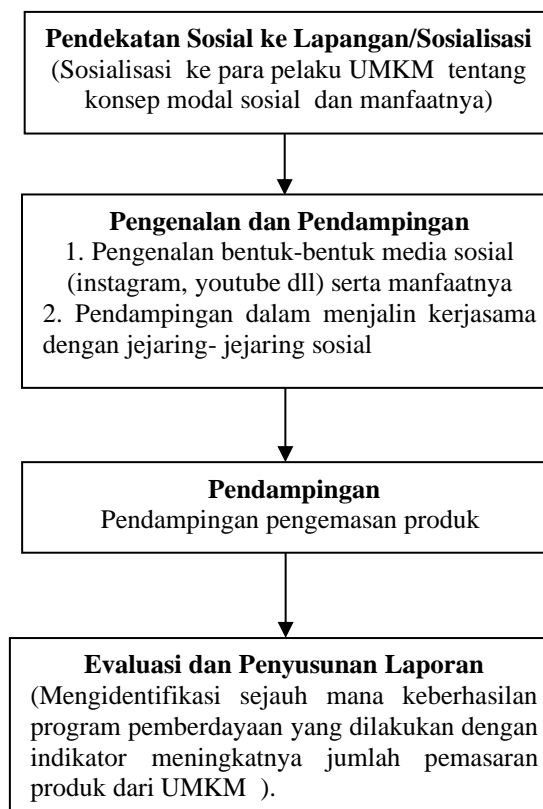 Pendekatan Sosial ke Lapangan/Sosialisasi
(Sosialisasi ke para pelaku UMKM tentang
konsep modal sosial dan manfaatnya)
Pengenalan dan Pendampingan
1. Pengenalan bentuk-bentuk media sosial
(instagram, youtube dll) serta manfaatnya
2. Pendampingan dalam menjalin kerjasama
dengan jejaring- jejaring sosial
Pendampingan
Pendampingan pengemasan produk
Evaluasi dan Penyusunan Laporan
(Mengidentifikasi sejauh mana keberhasilan
program pemberdayaan yang dilakukan dengan
indikator meningkatnya jumlah pemasaran
produk dari UMKM ).